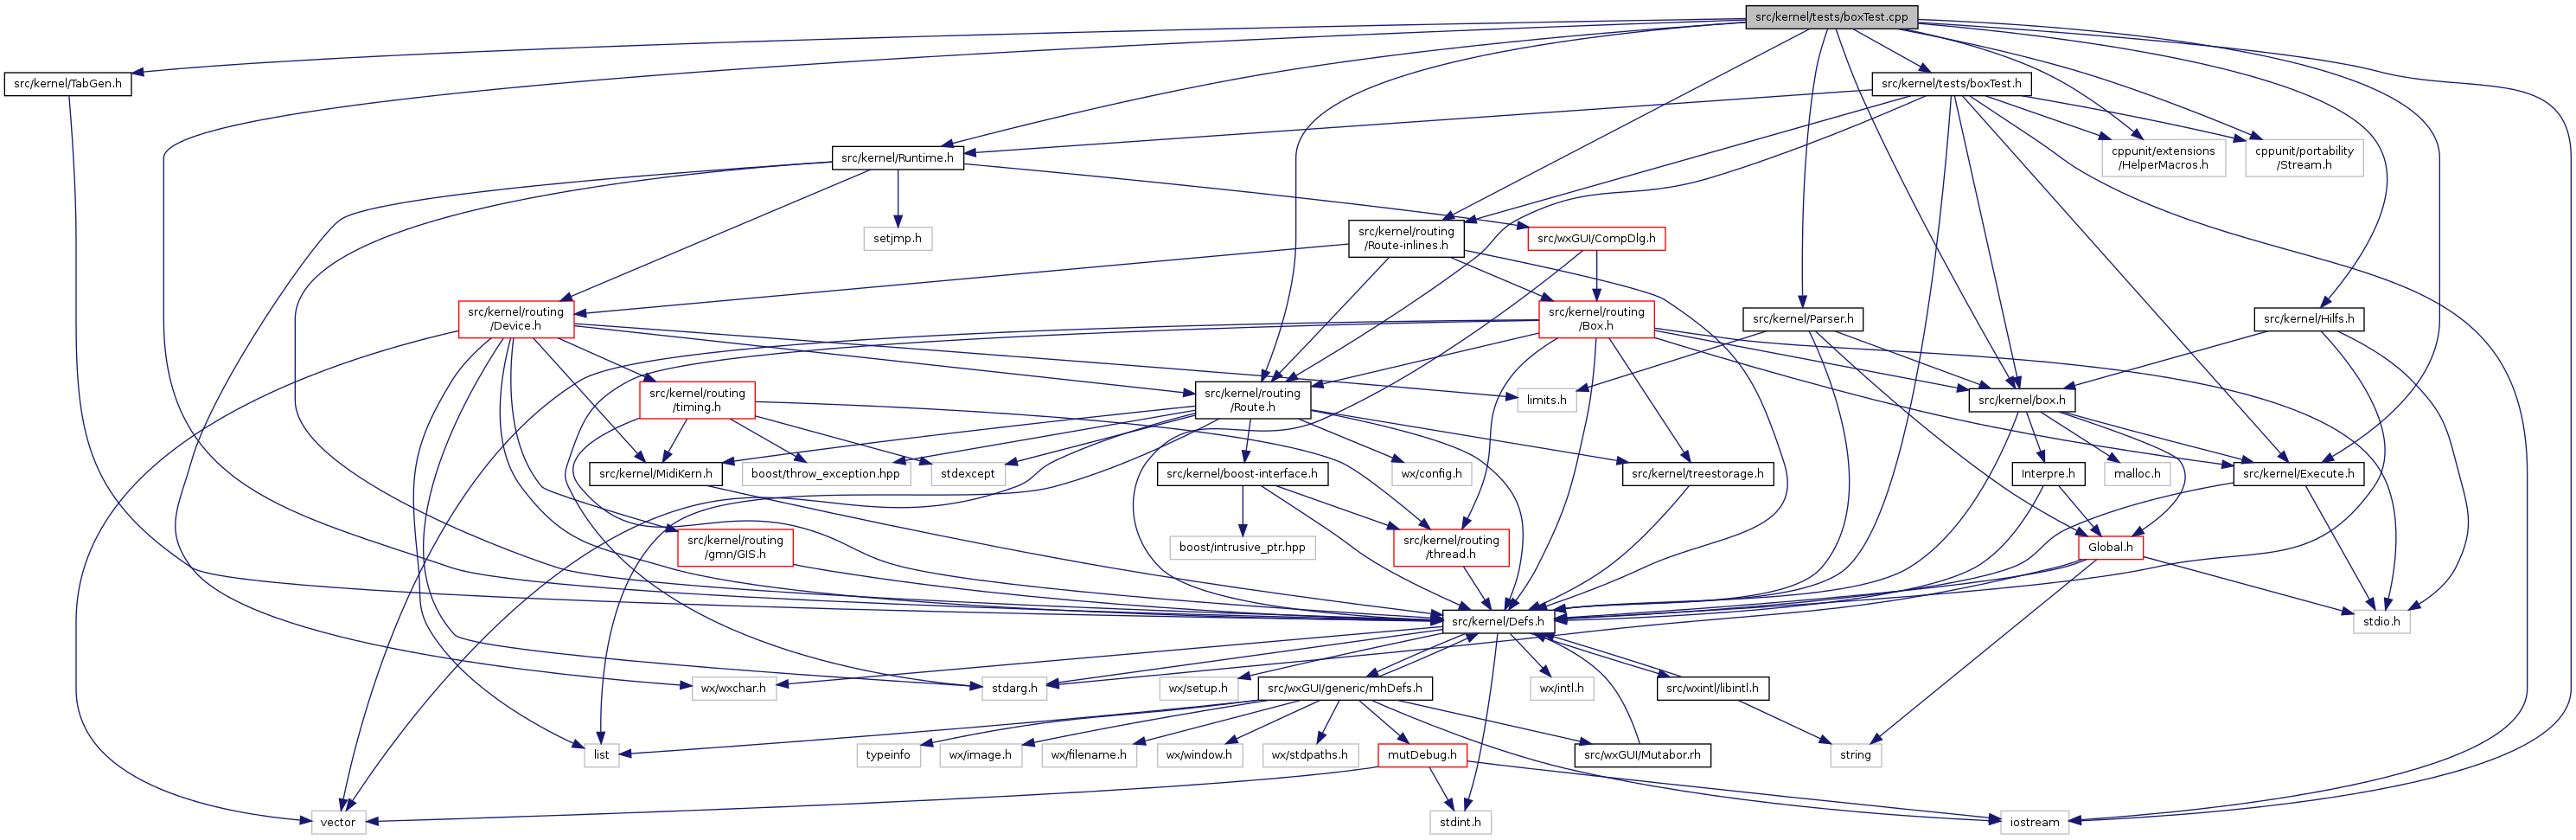 src/kernel/tests/boxTest.cpp
src/kernel/TabGen.h
src/kernel/tests/boxTest.h
src/kernel/Runtime.h
cppunit/extensions
/HelperMacros.h
cppunit/portability
/Stream.h
setjmp.h
src/kernel/routing
/Route-inlines.h
src/wxGUI/CompDlg.h
src/kernel/routing
/Device.h
src/kernel/routing
/Box.h
src/kernel/Parser.h
src/kernel/Hilfs.h
src/kernel/routing
/timing.h
src/kernel/routing
/Route.h
limits.h
src/kernel/box.h
src/kernel/MidiKern.h
boost/throw_exception.hpp
stdexcept
src/kernel/boost-interface.h
wx/config.h
src/kernel/treestorage.h
Interpre.h
malloc.h
src/kernel/Execute.h
src/kernel/routing
/gmn/GIS.h
boost/intrusive_ptr.hpp
src/kernel/routing
/thread.h
Global.h
src/kernel/Defs.h
stdio.h
wx/wxchar.h
stdarg.h
wx/setup.h
src/wxGUI/generic/mhDefs.h
wx/intl.h
src/wxintl/libintl.h
list
typeinfo
wx/image.h
wx/filename.h
wx/window.h
wx/stdpaths.h
mutDebug.h
src/wxGUI/Mutabor.rh
string
vector
stdint.h
iostream